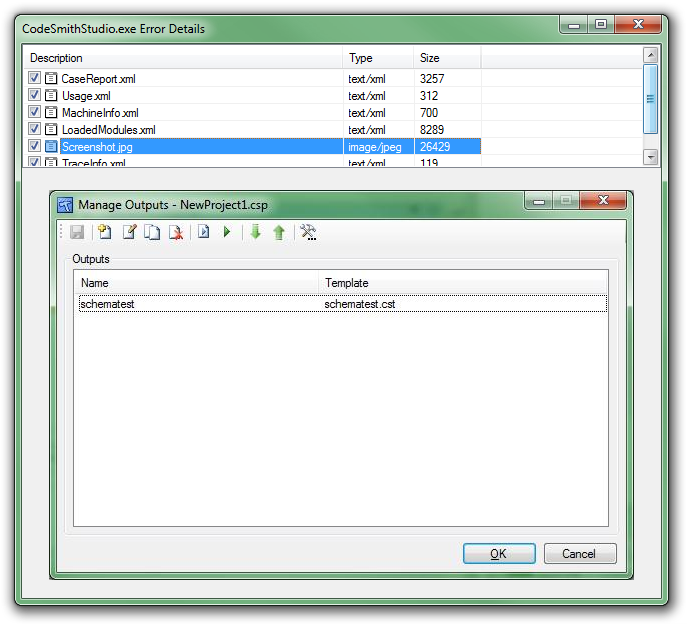 CodeSmithStudio.exe Error Details
Description Type Size
CaseReport.xml text/xml 3257
Usage.xml text/xml 312
MachineInfo.xml text/xml 700
LoadedModules.xml text/xml 8289
Screenshot.jpg image/jpeg 26429
TraceInfo.xml text/xml 119
Manage Outputs - NewProject1.csp
Outputs
Name Template
schematest schematest.cst
OK Cancel